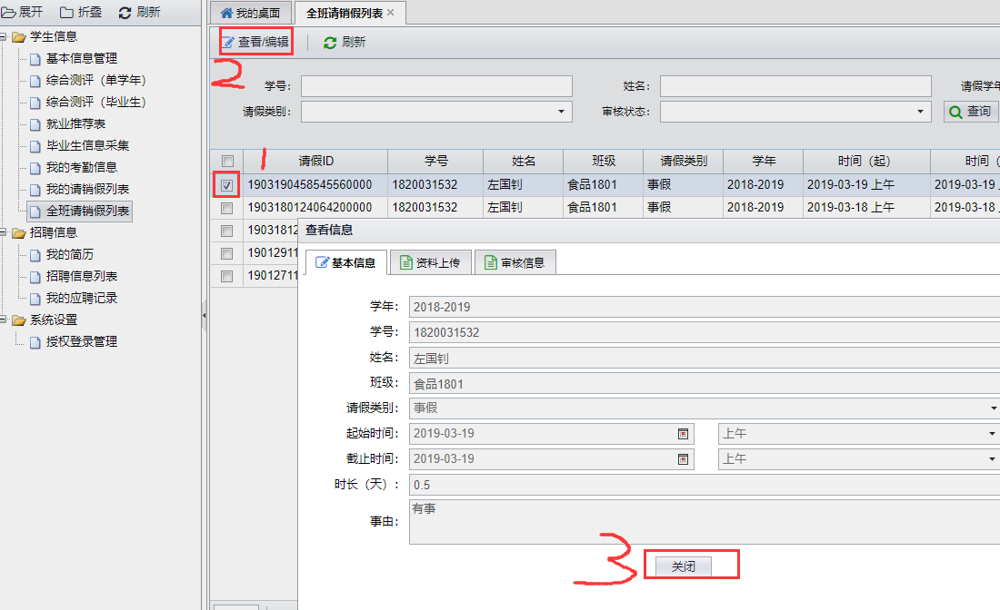 展开 折叠 刷新
学生信息
基本信息管理
综合测评（单学年）
综合测评（毕业生）
就业推荐表
毕业生信息采集
我的考勤信息
我的请销假列表
全班请销假列表
招聘信息
我的简历
招聘信息列表
我的应聘记录
系统设置
授权登录管理
我的桌面 全班请销假列表
查看/编辑 刷新
2
学号: 姓名: 请假学年
请假类别: 审核状态: 查询
1
请假ID 学号 姓名 班级 请假类别 学年 时间（起） 时间（
1903190458545560000 1820031532 左国钊 食品1801 事假 2018-2019 2019-03-19 上午 2019-03-19
1903180124064200000 1820031532 左国钊 食品1801 事假 2018-2019 2019-03-18 上午 2019-03-18
19031812
19012911
19012711
查看信息
基本信息 资料上传 审核信息
学年: 2018-2019
学号: 1820031532
姓名: 左国钊
班级: 食品1801
请假类别: 事假
起始时间: 2019-03-19 上午
截止时间: 2019-03-19 上午
时长（天）: 0.5
事由: 有事
3
关闭